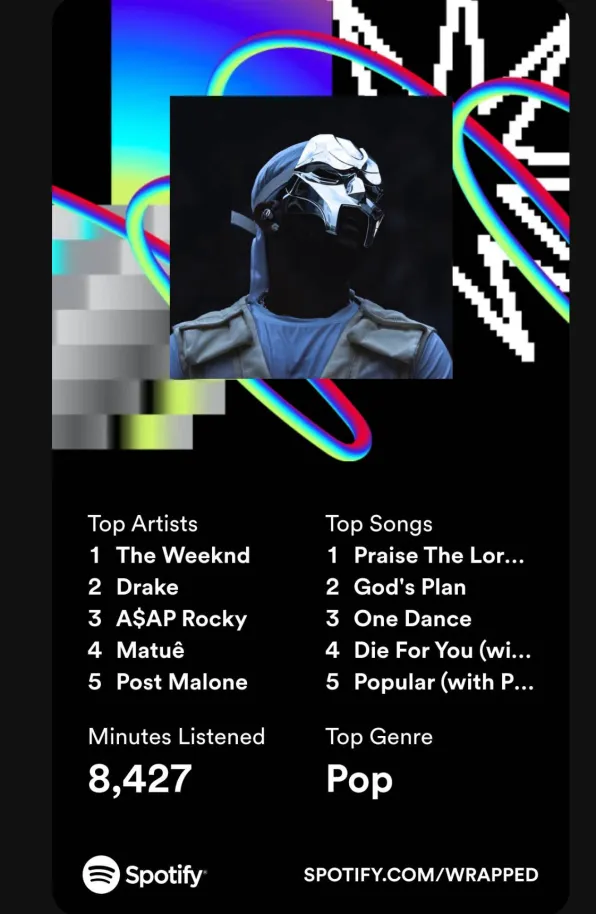 Top Artists
1 The Weeknd
2 Drake
3 A$AP Rocky
4 Matuê
5 Post Malone
Top Songs
1 Praise The Lor...
2 God's Plan
3 One Dance
4 Die For You (wi...
5 Popular (with P...
Minutes Listened
8,427
Top Genre
Pop
Spotify
SPOTIFY.COM/WRAPPED